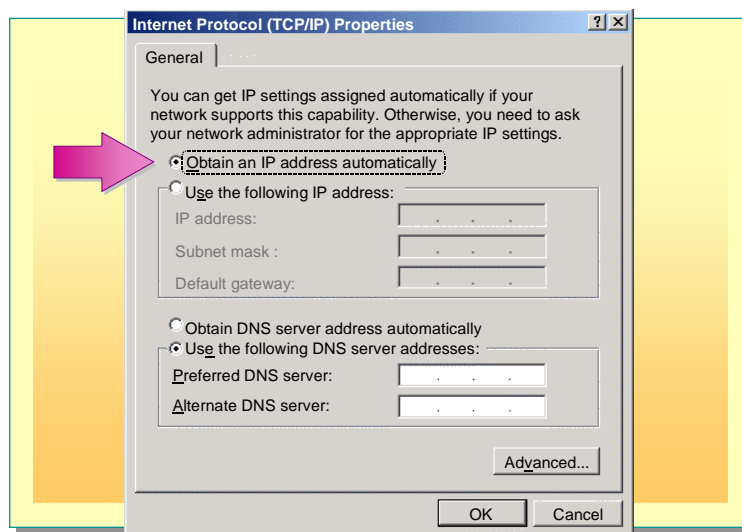 Internet Protocol (TCP/IP) Properties
General
You can get IP settings assigned automatically if your
network supports this capability. Otherwise, you need to ask
your network administrator for the appropriate IP settings.
Obtain an IP address automatically
Use the following IP address:
IP address:
Subnet mask :
Default gateway:
Obtain DNS server address automatically
Use the following DNS server addresses:
Preferred DNS server:
Alternate DNS server:
Advanced...
OK Cancel